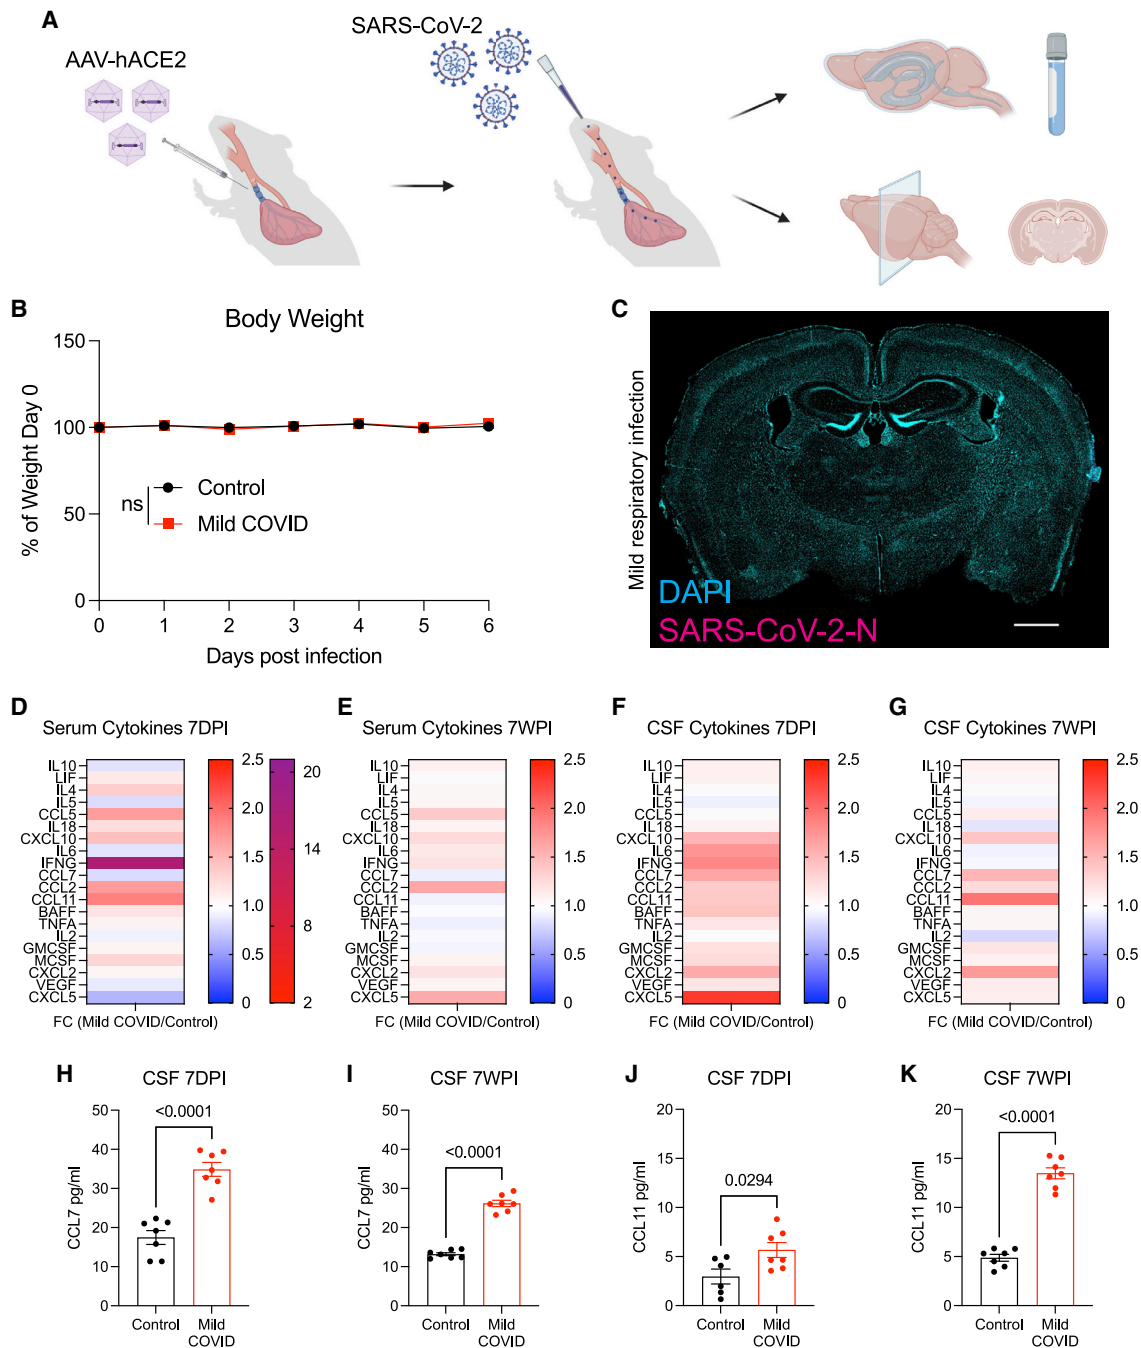 A
AAV-hACE2
SARS-CoV-2
B
Body Weight
% of Weight Day 0
150
100
50
0
ns
Control
Mild COVID
0 1 2 3 4 5 6
Days post infection
C
Mild respiratory infection
DAPI
SARS-CoV-2-N
D
Serum Cytokines 7DPI
IL10
LIF
IL4
IL5
CCL5
IL18
CXCL10
IL6
IFNG
CCL7
CCL2
CCL11
BAFF
TNFA
IL2
GMCSF
MCSF
CXCL2
VEGF
CXCL5
FC (Mild COVID/Control)
2.5
2.0
1.5
1.0
0.5
0
20
14
8
2
E
Serum Cytokines 7WPI
IL10
LIF
IL4
IL5
CCL5
IL18
CXCL10
IL6
IFNG
CCL7
CCL2
CCL11
BAFF
TNFA
IL2
GMCSF
MCSF
CXCL2
VEGF
CXCL5
FC (Mild COVID/Control)
2.5
2.0
1.5
1.0
0.5
0
F
CSF Cytokines 7DPI
IL10
LIF
IL4
IL5
CCL5
IL18
CXCL10
IL6
IFNG
CCL7
CCL2
CCL11
BAFF
TNFA
IL2
GMCSF
MCSF
CXCL2
VEGF
CXCL5
FC (Mild COVID/Control)
2.5
2.0
1.5
1.0
0.5
0
G
CSF Cytokines 7WPI
IL10
LIF
IL4
IL5
CCL5
IL18
CXCL10
IL6
IFNG
CCL7
CCL2
CCL11
BAFF
TNFA
IL2
GMCSF
MCSF
CXCL2
VEGF
CXCL5
FC (Mild COVID/Control)
2.5
2.0
1.5
1.0
0.5
0
H
CSF 7DPI
<0.0001
CCL7 pg/ml
50
40
30
20
10
0
Control
Mild
COVID
I
CSF 7WPI
<0.0001
CCL7 pg/ml
50
40
30
20
10
0
Control
Mild
COVID
J
CSF 7DPI
0.0294
CCL11 pg/ml
20
15
10
5
0
Control
Mild
COVID
K
CSF 7WPI
<0.0001
CCL11 pg/ml
20
15
10
5
0
Control
Mild
COVID